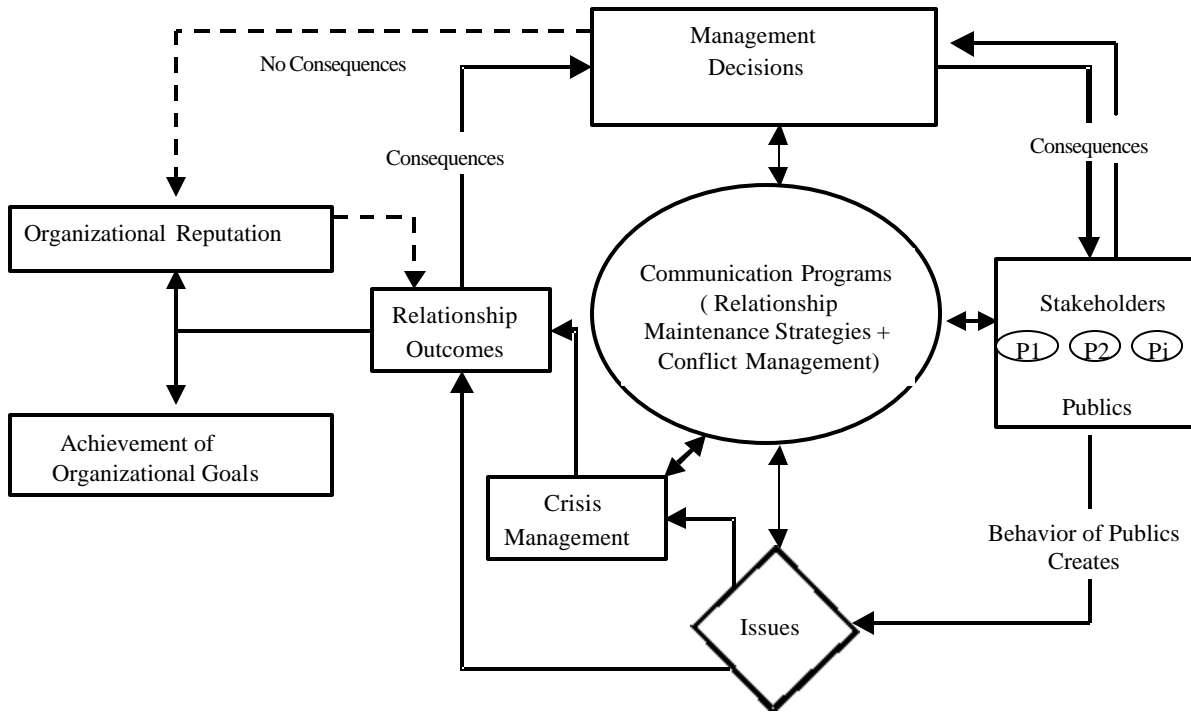 Management
Decisions
No Consequences
Consequences
Consequences
Organizational Reputation
Communication Programs
( Relationship
Maintenance Strategies +
Conflict Management)
Stakeholders
P1 P2 Pi
Publics
Relationship
Outcomes
Achievement of
Organizational Goals
Crisis
Management
Behavior of Publics
Creates
Issues